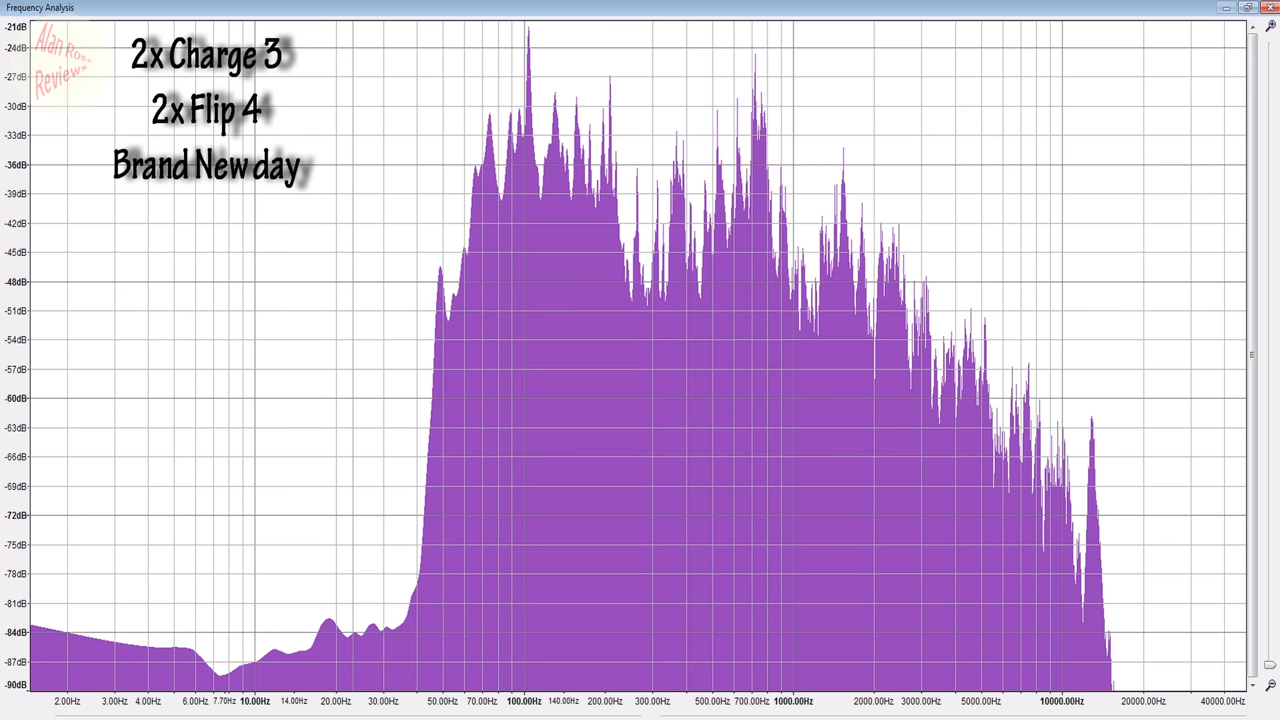 Frequency Analysis
Alan Ross
Reviews
2x Charge 3
2x Flip 4
Brand New day
-21dB
-24dB
-27dB
-30dB
-33dB
-36dB
-39dB
-42dB
-45dB
-48dB
-51dB
-54dB
-57dB
-60dB
-63dB
-66dB
-69dB
-72dB
-75dB
-78dB
-81dB
-84dB
-87dB
-90dB
2.00Hz 3.00Hz 4.00Hz 6.00Hz 7.70Hz 10.00Hz 14.00Hz 20.00Hz 30.00Hz 50.00Hz 70.00Hz 100.00Hz 140.00Hz 200.00Hz 300.00Hz 500.00Hz 700.00Hz 1000.00Hz 2000.00Hz 3000.00Hz 5000.00Hz 10000.00Hz 20000.00Hz 40000.00Hz